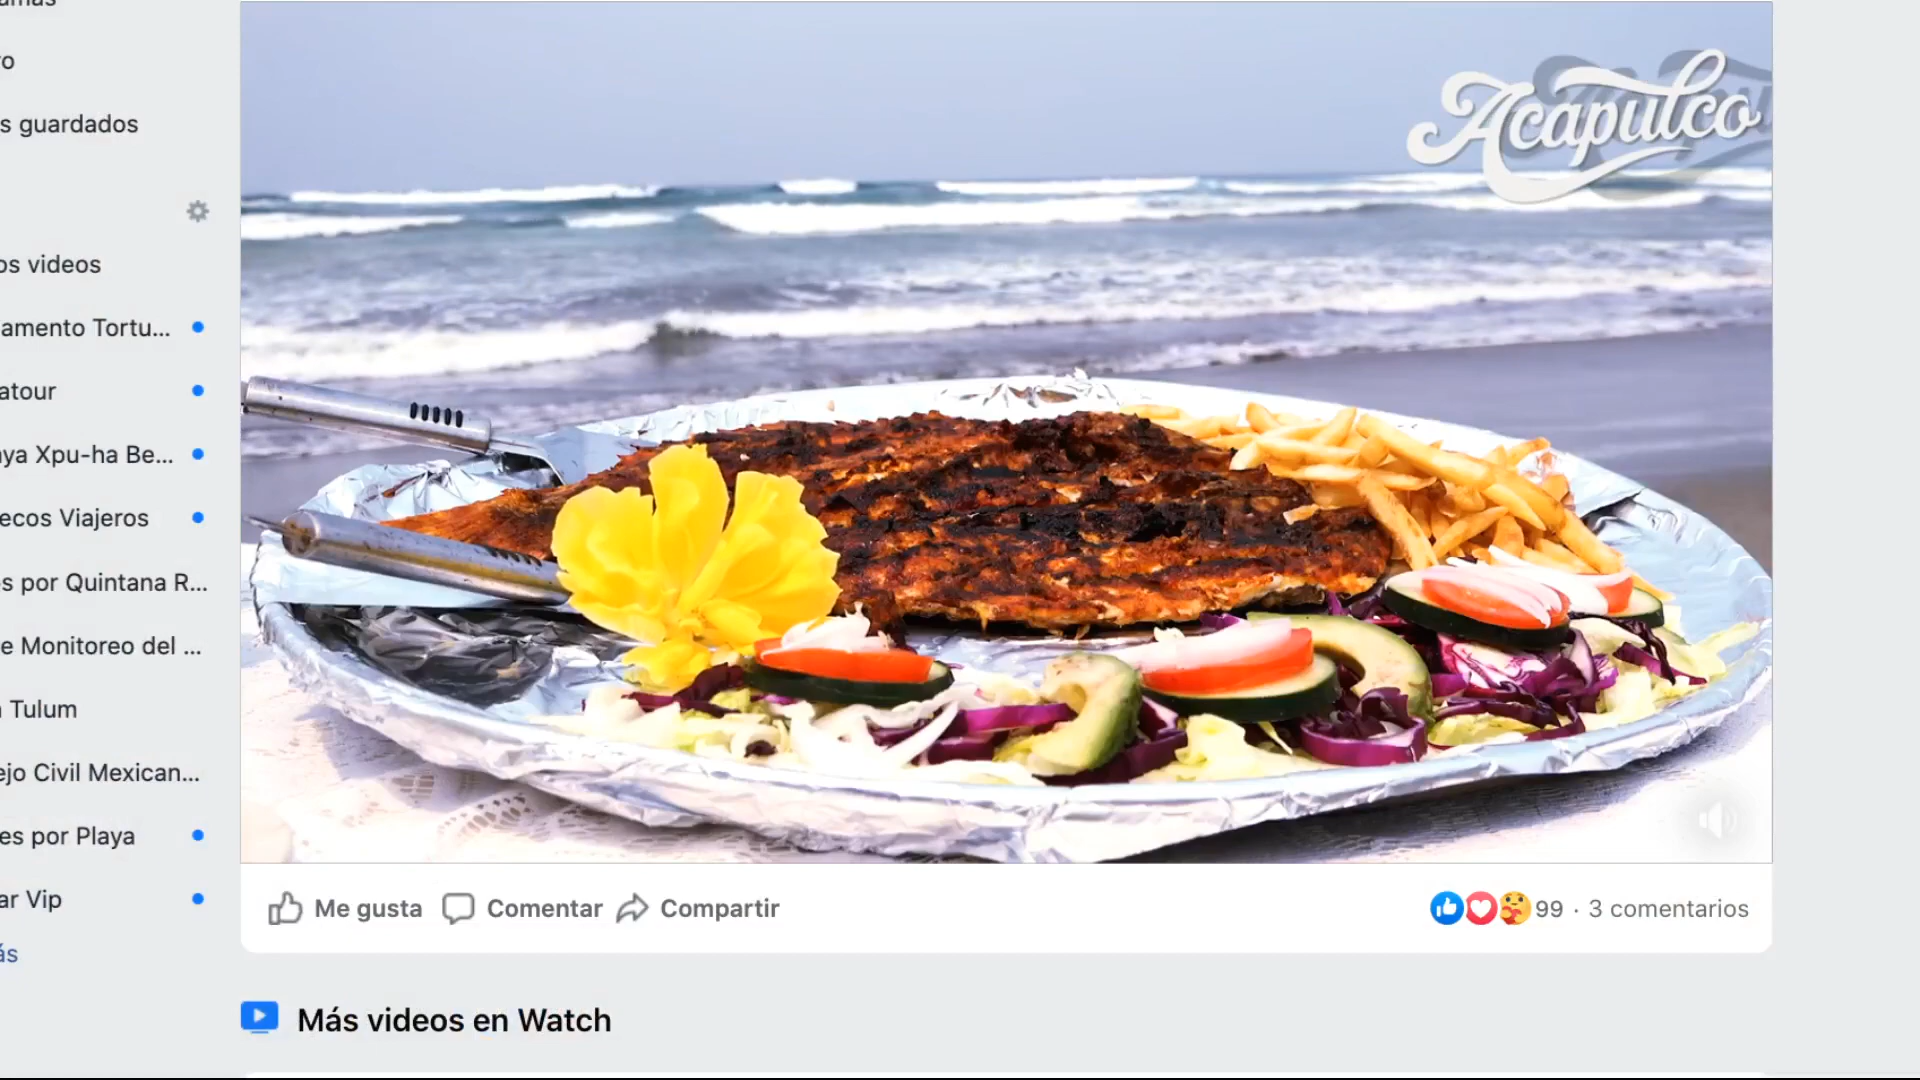 o
s guardados
os videos
amento Tortu...
atour
ya Xpu-ha Be...
ecos Viajeros
s por Quintana R...
e Monitoreo del ...
Tulum
ejo Civil Mexican...
es por Playa
ar Vip
ás
Acapulco
Me gusta
Comentar
Compartir
99 · 3 comentarios
Más videos en Watch